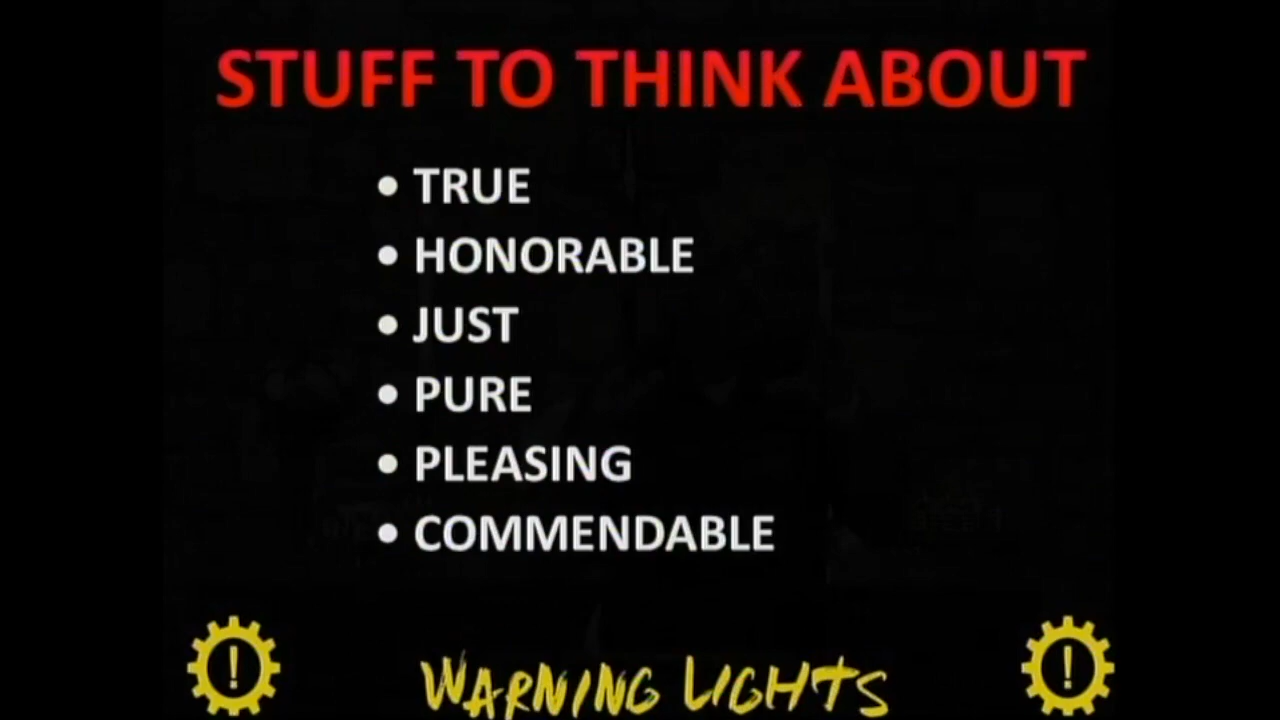 STUFF TO THINK ABOUT
• TRUE
• HONORABLE
• JUST
• PURE
• PLEASING
• COMMENDABLE
! WARNING LIGHTS !